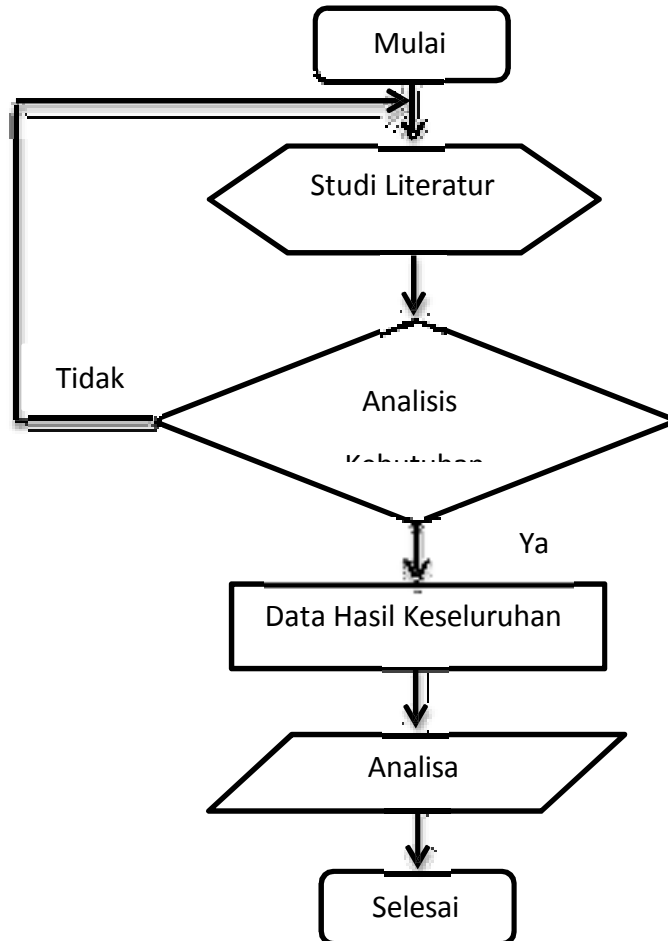 Mulai
Studi Literatur
Tidak
Analisis
Ya
Data Hasil Keseluruhan
Analisa
Selesai